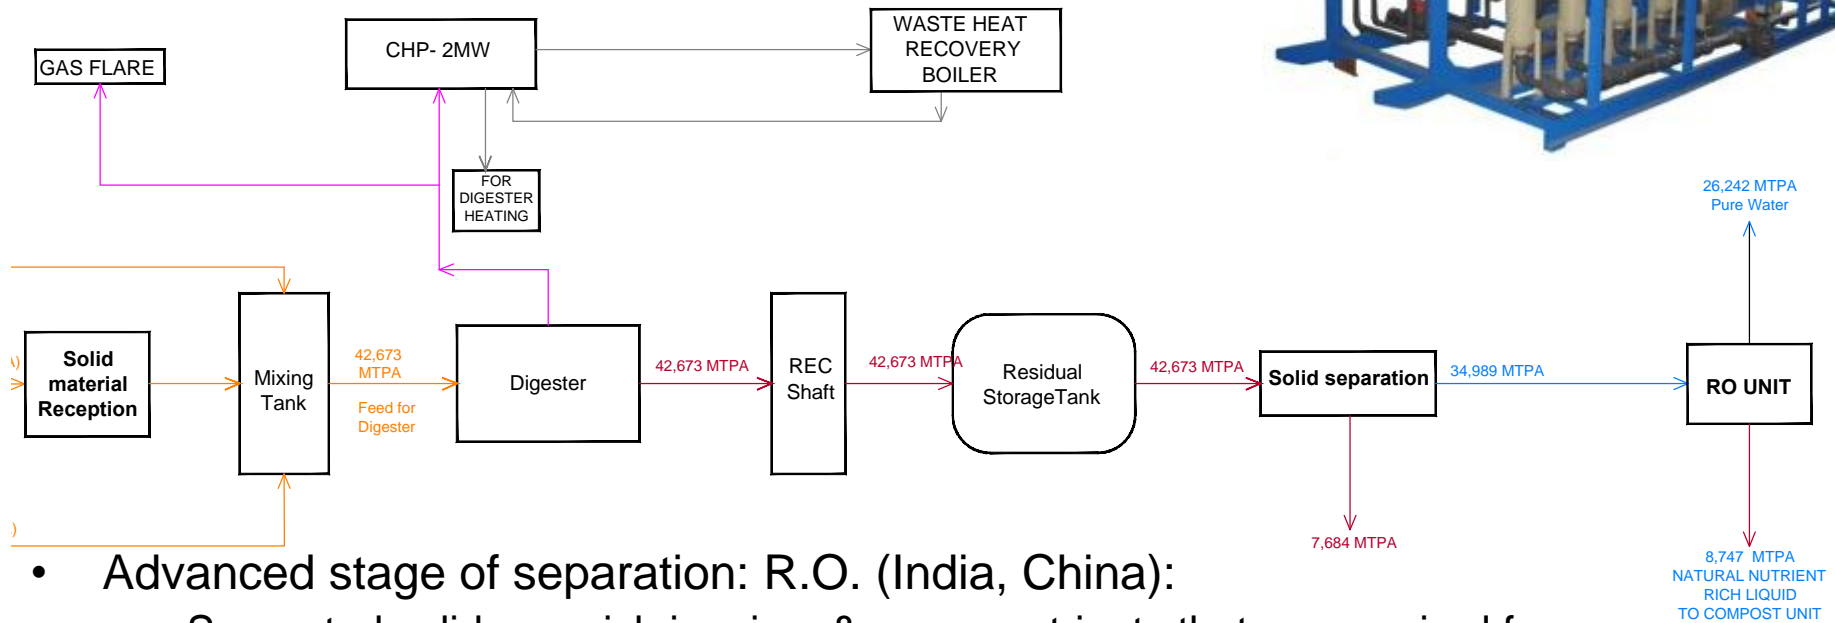 GAS FLARE
CHP- 2MW
WASTE HEAT
RECOVERY
BOILER
FOR
DIGESTER
HEATING
26,242 MTPA
Pure Water
Solid
material
Reception
Mixing
Tank
42,673
MTPA
Feed for
Digester
Digester
42,673 MTPA
REC
Shaft
42,673 MTPA
Residual
StorageTank
42,673 MTPA
Solid separation
34,989 MTPA
RO UNIT
7,684 MTPA
8,747 MTPA
NATURAL NUTRIENT
RICH LIQUID
TO COMPOST UNIT
• Advanced stage of separation: R.O. (India, China):